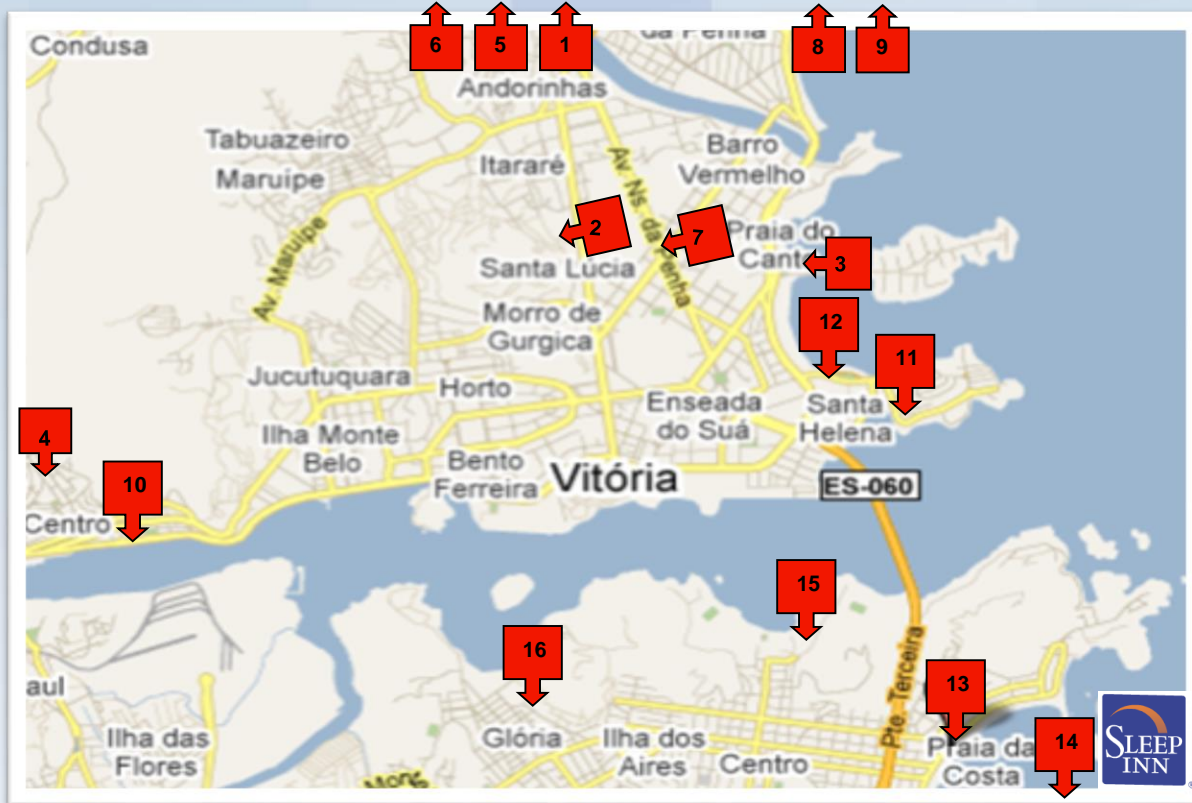 Condusa
6
5
1
da Penha
8
9
Andorinhas
Tabuazeiro
Maruipe
Itararé
Barro
Vermelho
Av. Ns. da Penha
Av. Maruipe
2
7
Praia do
Canto
3
Santa Lúcia
Morro de
Gurgica
12
11
Jucutuquara
Horto
Enseada
do Suá
Santa
Helena
4
Ilha Monte
Belo
Bento
Ferreira
Vitória
ES-060
10
Centro
15
16
13
Pte. Terceira
aul
Ilha das
Flores
Glória
Ilha dos
Aires
Centro
Praia da
Costa
14
SLEEP
INN